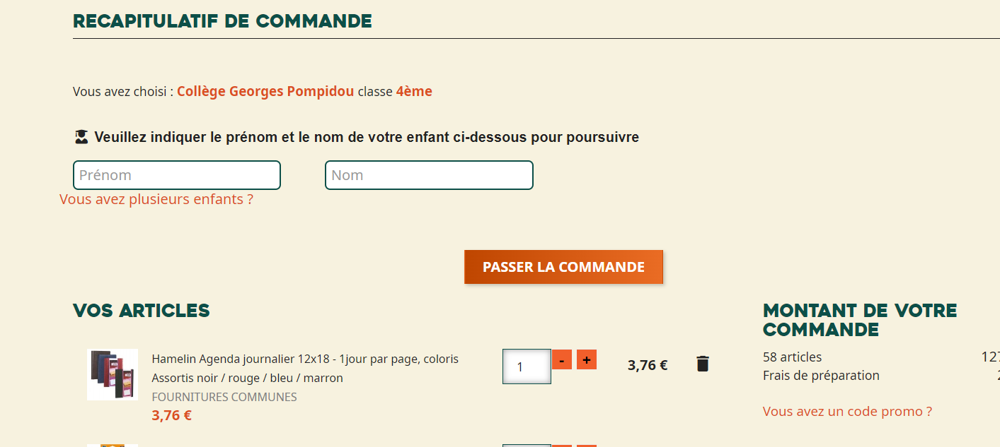 RECAPITULATIF DE COMMANDE
Vous avez choisi : Collège Georges Pompidou classe 4ème
Veuillez indiquer le prénom et le nom de votre enfant ci-dessous pour poursuivre
Prénom
Nom
Vous avez plusieurs enfants ?
PASSER LA COMMANDE
VOS ARTICLES
Hamelin Agenda journalier 12x18 - 1jour par page, coloris
Assortis noir / rouge / bleu / marron
FOURNITURES COMMUNES
3,76 €
1
-
+
3,76 €
MONTANT DE VOTRE
COMMANDE
58 articles
Frais de préparation
Vous avez un code promo ?